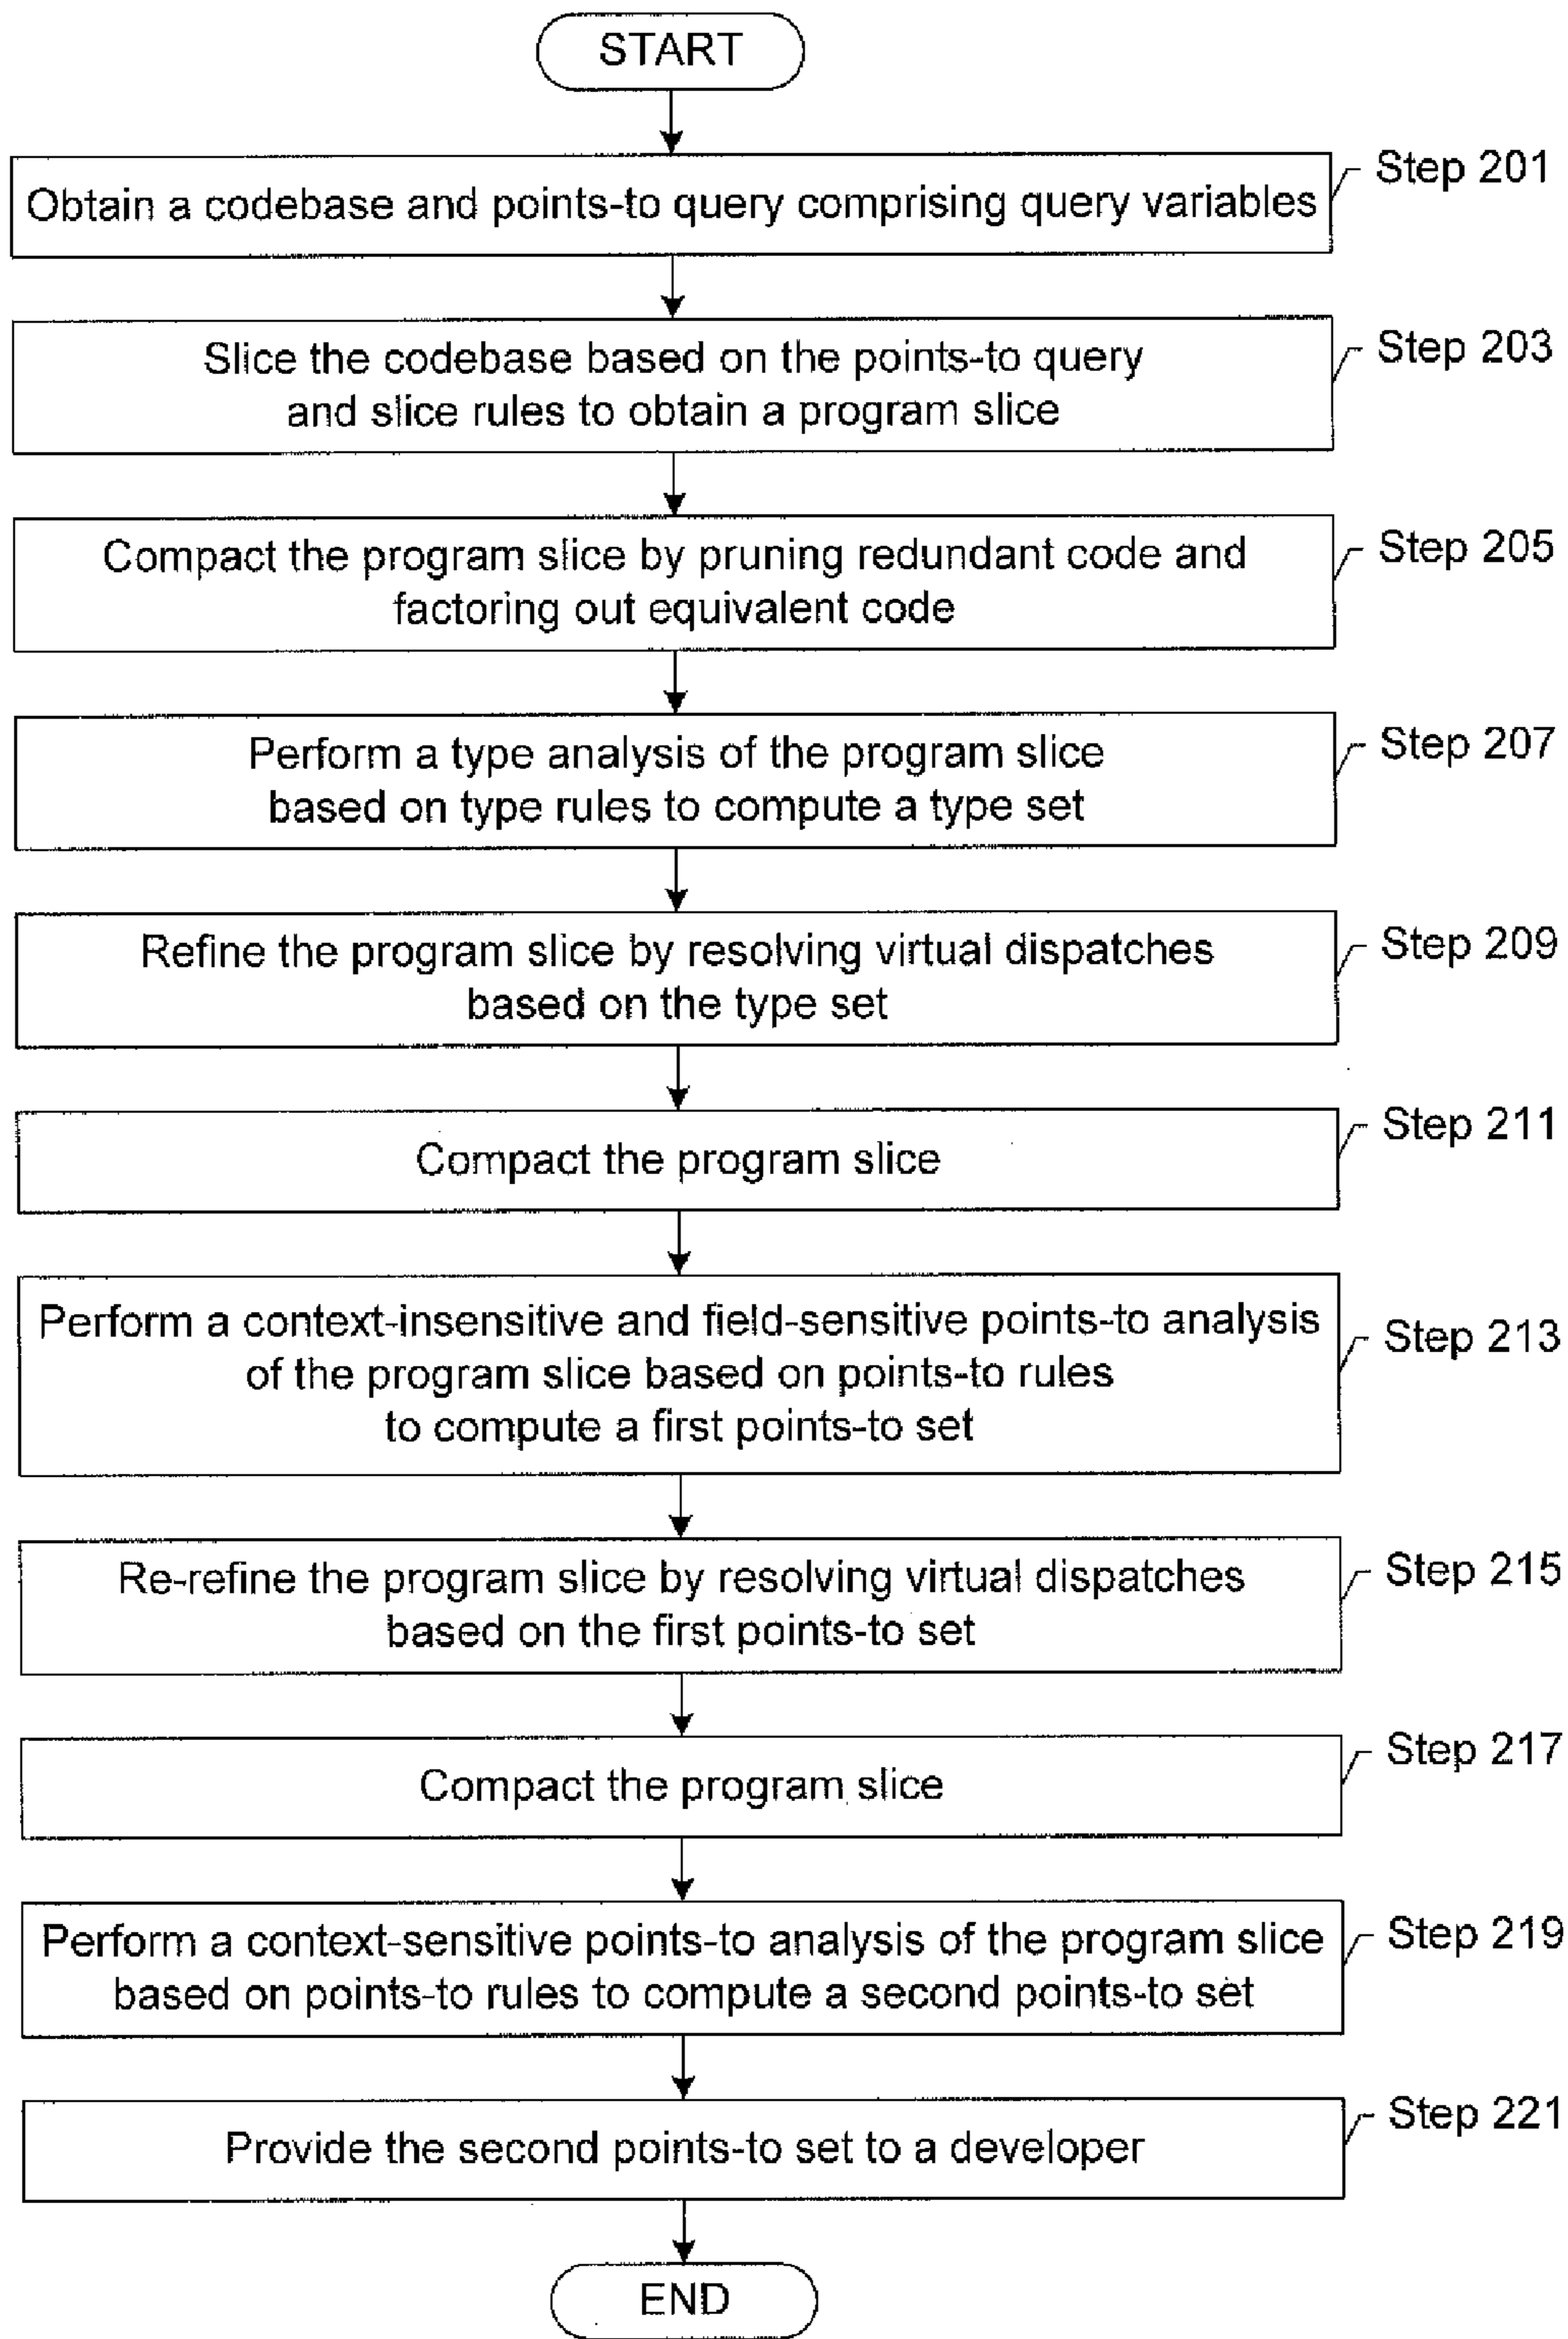 START
Step 201
Obtain a codebase and points-to query comprising query variables
Step 203
Slice the codebase based on the points-to query
and slice rules to obtain a program slice
Step 205
Compact the program slice by pruning redundant code and
factoring out equivalent code
Step 207
Perform a type analysis of the program slice
based on type rules to compute a type set
Step 209
Refine the program slice by resolving virtual dispatches
based on the type set
Step 211
Compact the program slice
Step 213
Perform a context-insensitive and field-sensitive points-to analysis
of the program slice based on points-to rules
to compute a first points-to set
Step 215
Re-refine the program slice by resolving virtual dispatches
based on the first points-to set
Step 217
Compact the program slice
Step 219
Perform a context-sensitive points-to analysis of the program slice
based on points-to rules to compute a second points-to set
Step 221
Provide the second points-to set to a developer
END